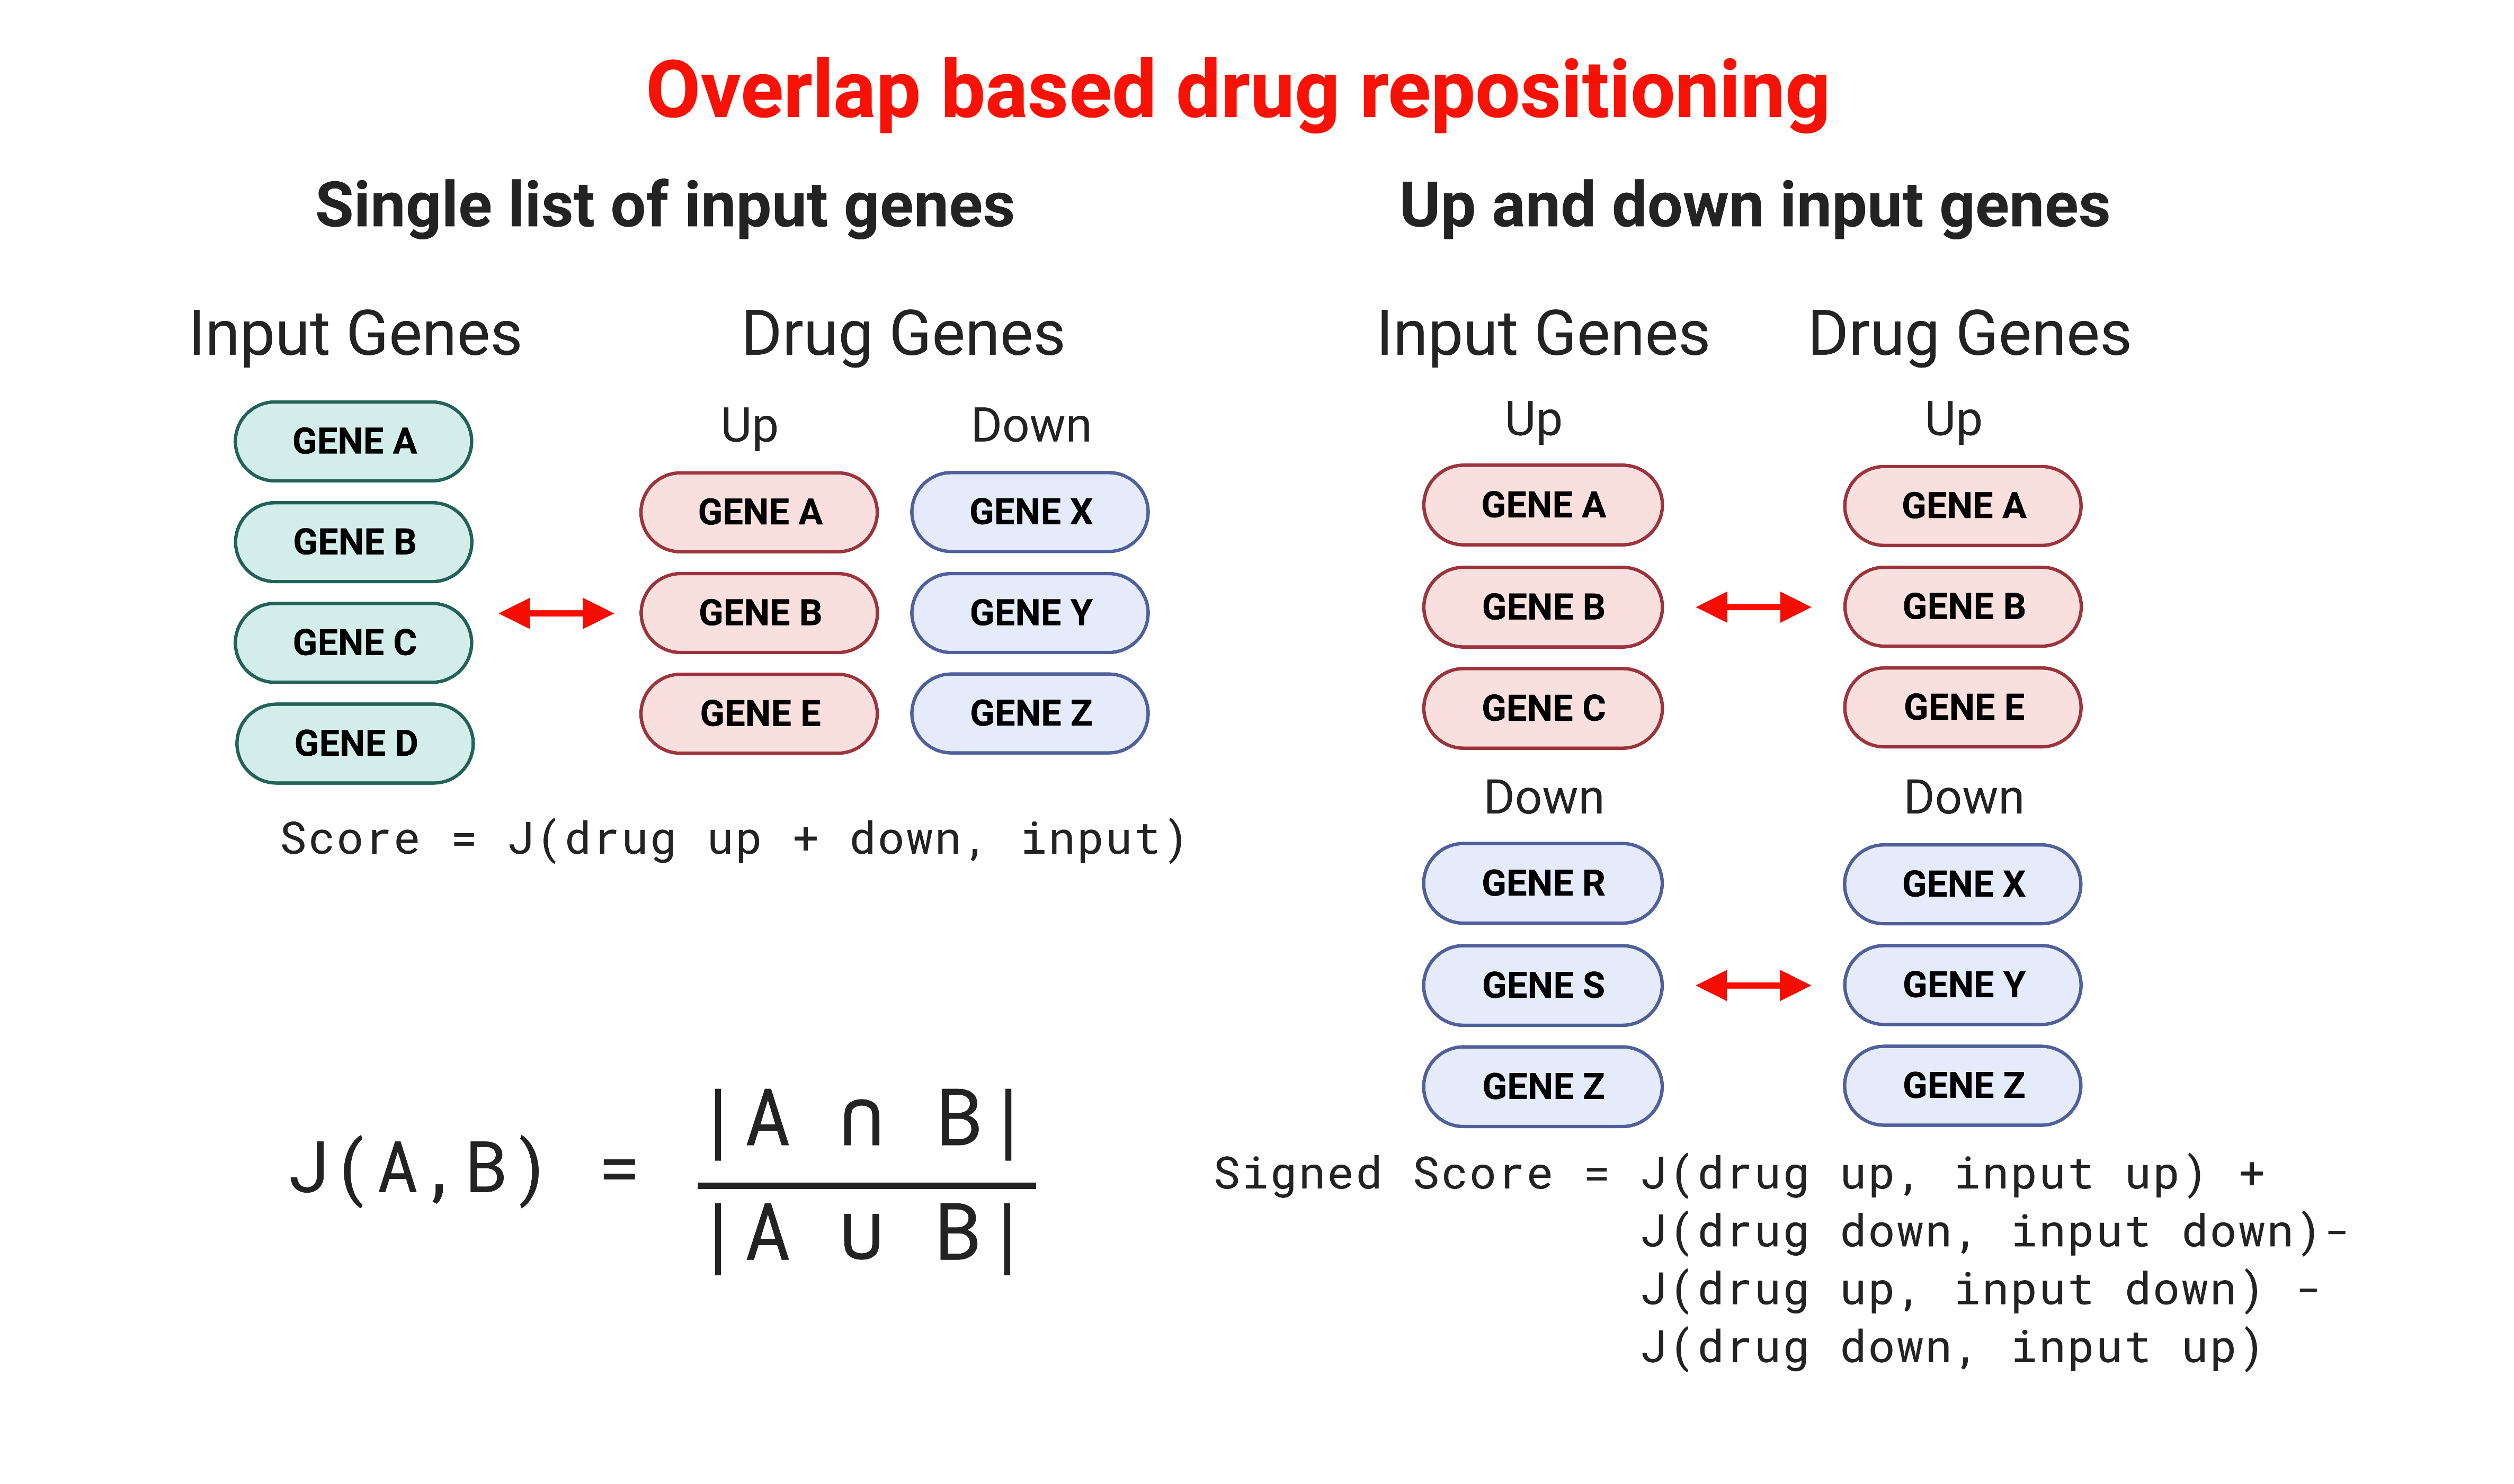 Overlap based drug repositioning
Single list of input genes
Input Genes
Drug Genes
GENE A
GENE B
GENE C
GENE D
Up
GENE A
GENE B
GENE E
Down
GENE X
GENE Y
GENE Z
Score = J(drug up + down, input)
J(A,B) =
|A ∩ B|
|A ∪ B|
Up and down input genes
Input Genes
Drug Genes
Up
GENE A
GENE B
GENE C
Up
GENE A
GENE B
GENE E
Down
GENE R
GENE S
GENE Z
Down
GENE X
GENE Y
GENE Z
Signed Score = J(drug up, input up) +
J(drug down, input down)-
J(drug up, input down) -
J(drug down, input up)